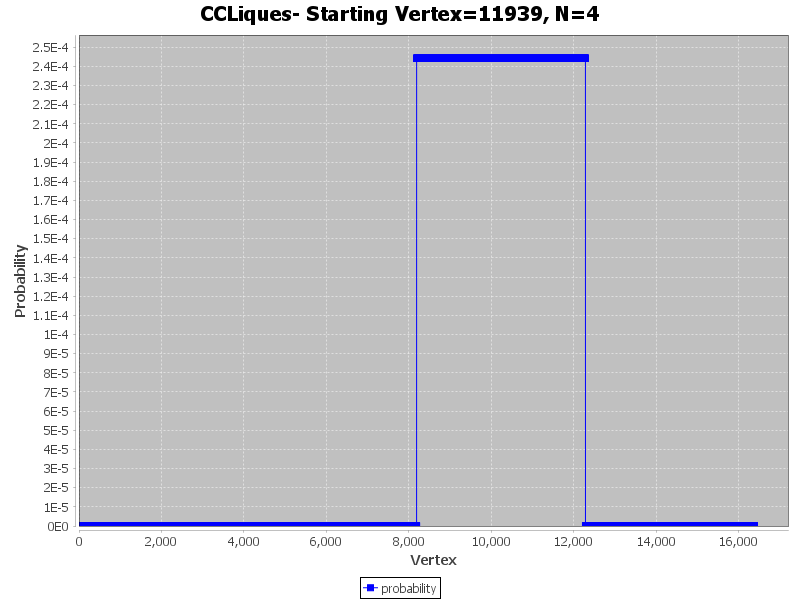 CCLiques- Starting Vertex=11939, N=4
2.5E-4
2.4E-4
2.3E-4
2.2E-4
2.1E-4
2E-4
1.9E-4
1.8E-4
1.7E-4
1.6E-4
1.5E-4
1.4E-4
1.3E-4
1.2E-4
1.1E-4
1E-4
9E-5
8E-5
7E-5
6E-5
5E-5
4E-5
3E-5
2E-5
1E-5
0E0
Probability
0 2,000 4,000 6,000 8,000 10,000 12,000 14,000 16,000
Vertex
probability